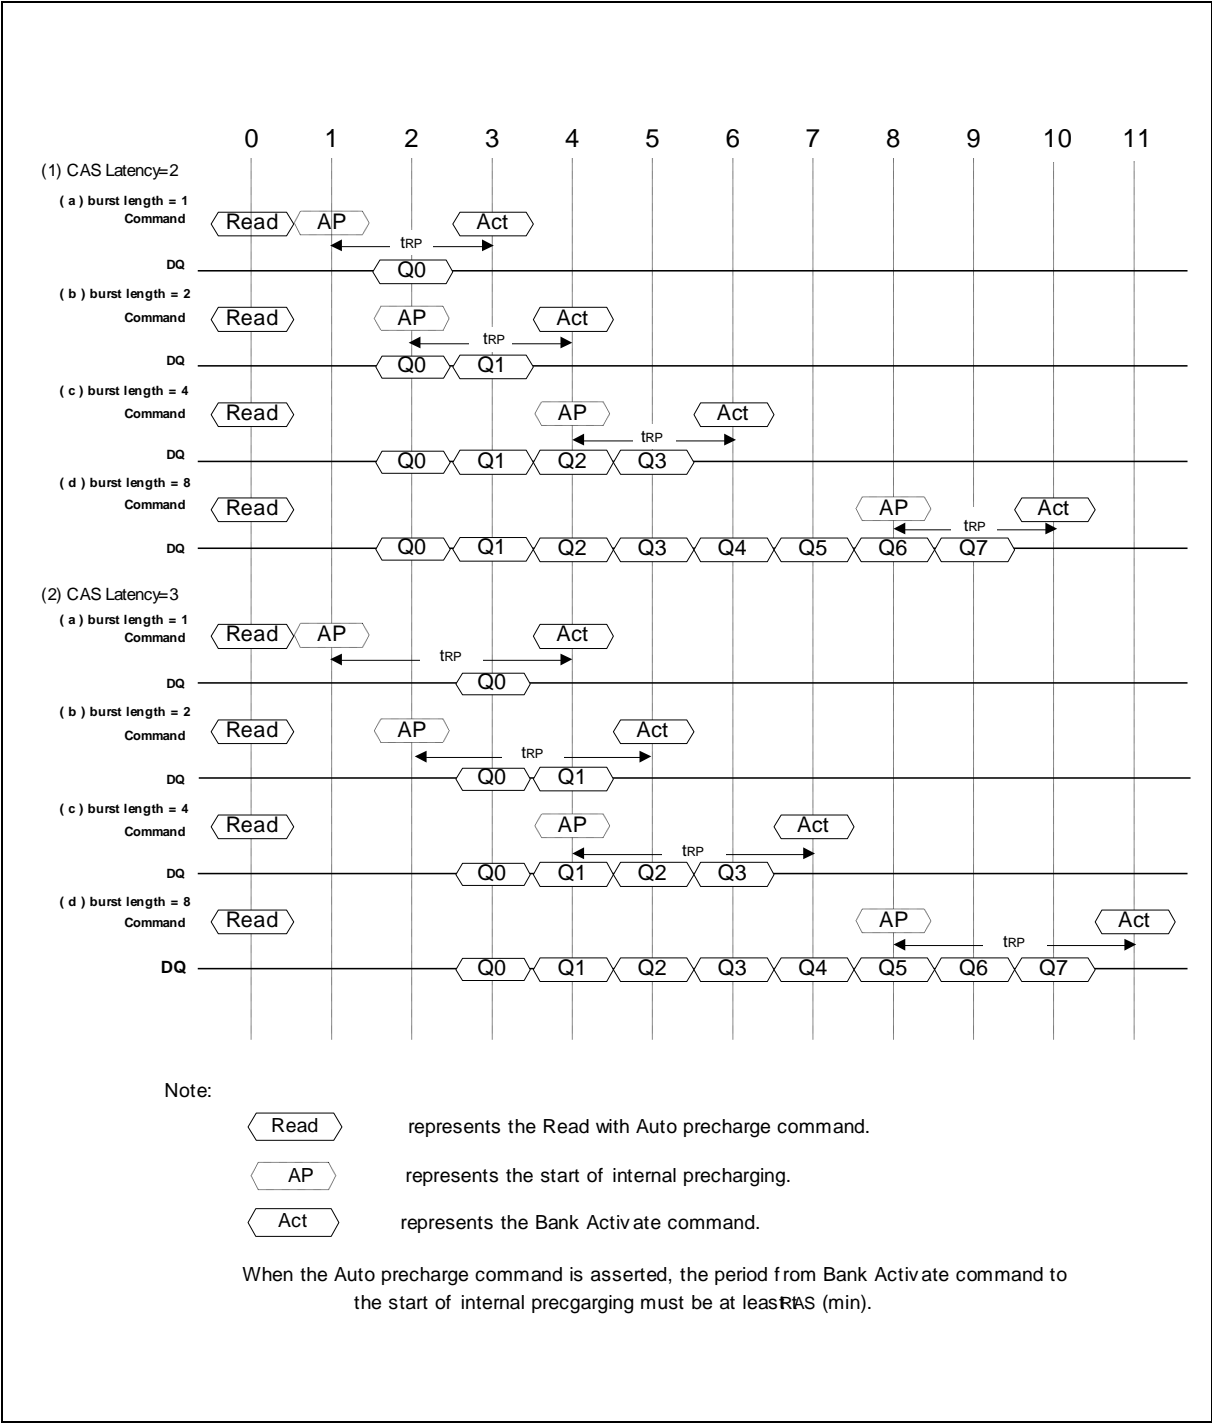 0 1 2 3 4 5 6 7 8 9 10 11
(1) CAS Latency=2
( a ) burst length = 1
Command Read AP Act
tRP
DQ Q0
( b ) burst length = 2
Command Read AP Act
tRP
DQ Q0 Q1
( c ) burst length = 4
Command Read AP Act
tRP
DQ Q0 Q1 Q2 Q3
( d ) burst length = 8
Command Read AP Act
tRP
DQ Q0 Q1 Q2 Q3 Q4 Q5 Q6 Q7
(2) CAS Latency=3
( a ) burst length = 1
Command Read AP Act
tRP
DQ Q0
( b ) burst length = 2
Command Read AP Act
tRP
DQ Q0 Q1
( c ) burst length = 4
Command Read AP Act
tRP
DQ Q0 Q1 Q2 Q3
( d ) burst length = 8
Command Read AP Act
tRP
DQ Q0 Q1 Q2 Q3 Q4 Q5 Q6 Q7
Note:
Read represents the Read with Auto precharge command.
AP represents the start of internal precharging.
Act represents the Bank Activate command.
When the Auto precharge command is asserted, the period from Bank Activate command to
the start of internal precgarging must be at least tRAS (min).